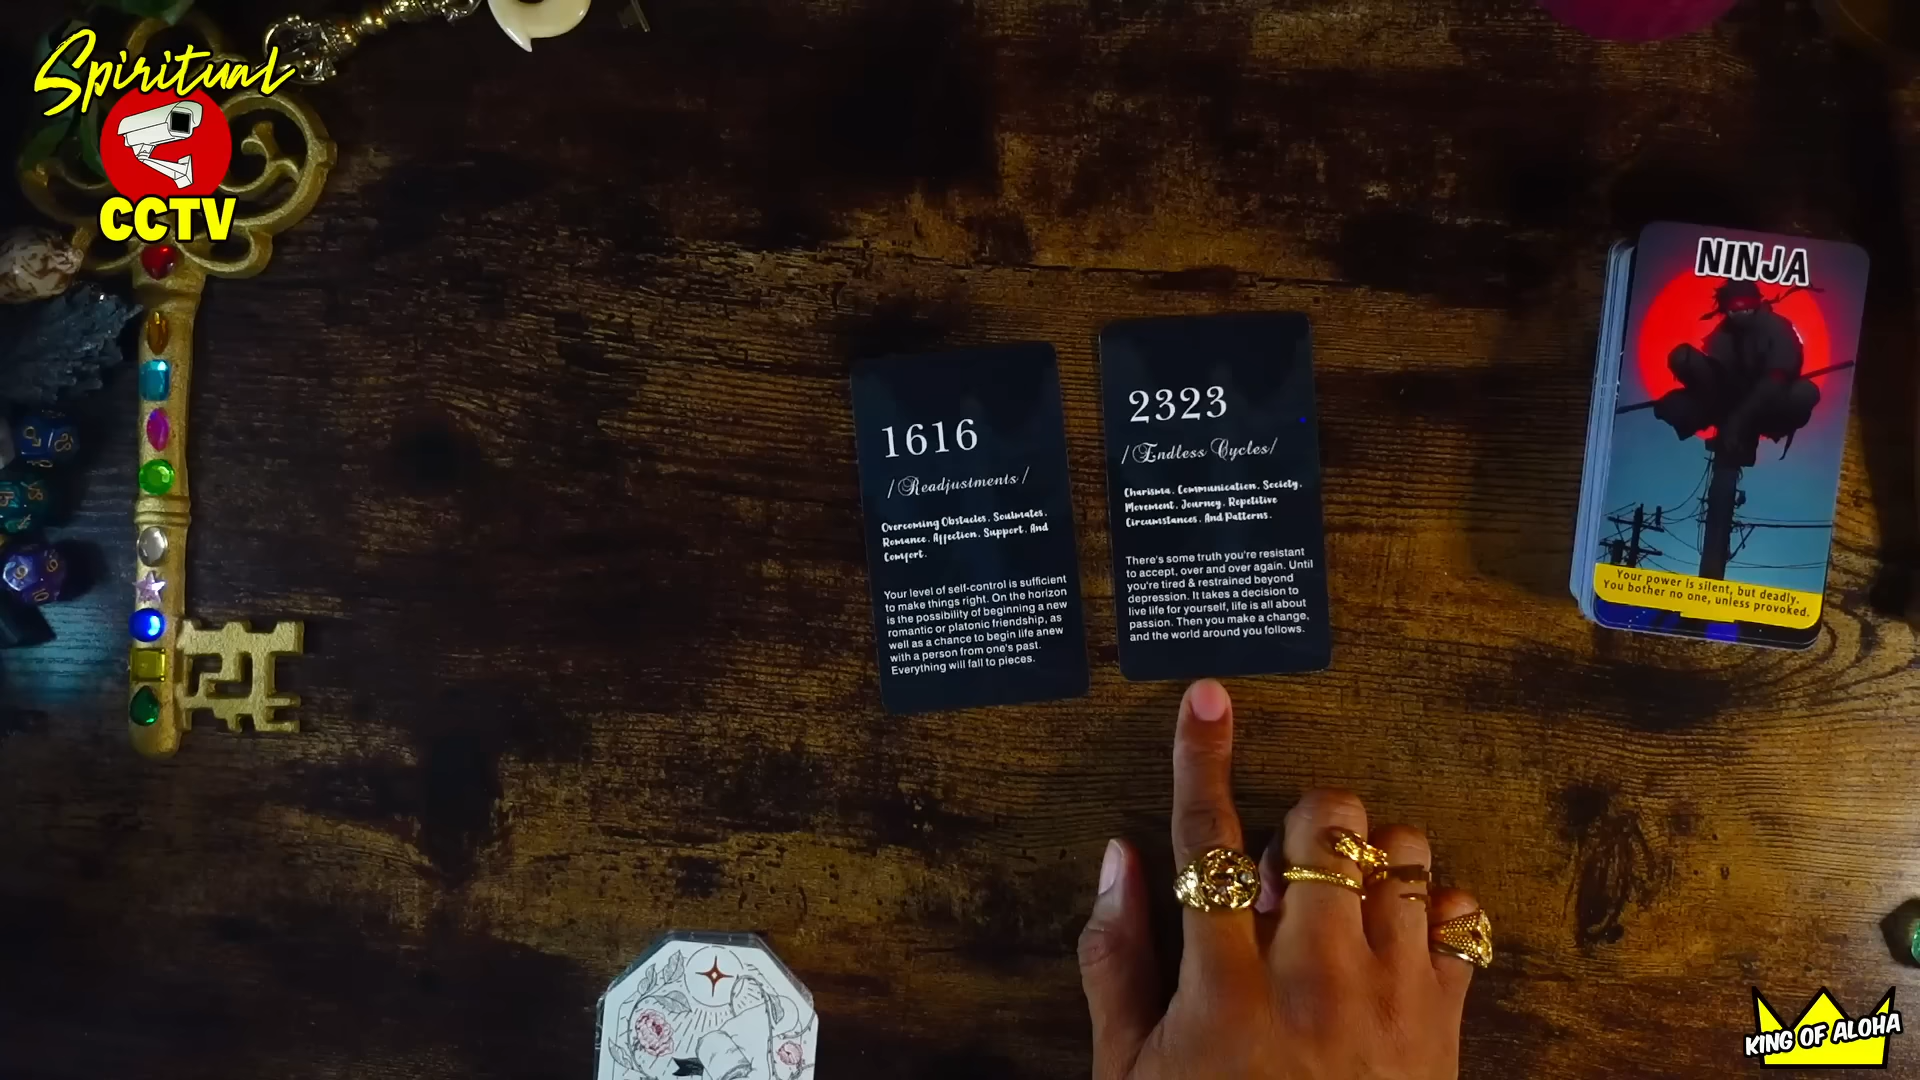 Spiritual
CCTV
1616
/Readjustments/
Overcoming Obstacles, Soulmates,
Romance, Affection, Support, And
Comfort.
Your level of self-control is sufficient
to make things right. On the horizon
is the possibility of beginning a new
romantic or platonic friendship, as
well as a chance to begin life anew
with a person from one's past.
Everything will fall to pieces.
2323
/Endless Cycles/
Charisma, Communication, Society,
Movement, Journey, Repetitive
Circumstances, And Patterns.
There's some truth you're resistant
to accept, over and over again. Until
you're tired & restrained beyond
depression. It takes a decision to
live life for yourself, life is all about
passion. Then you make a change,
and the world around you follows.
NINJA
Your power is silent, but deadly.
You bother no one, unless provoked.
KING OF ALOHA